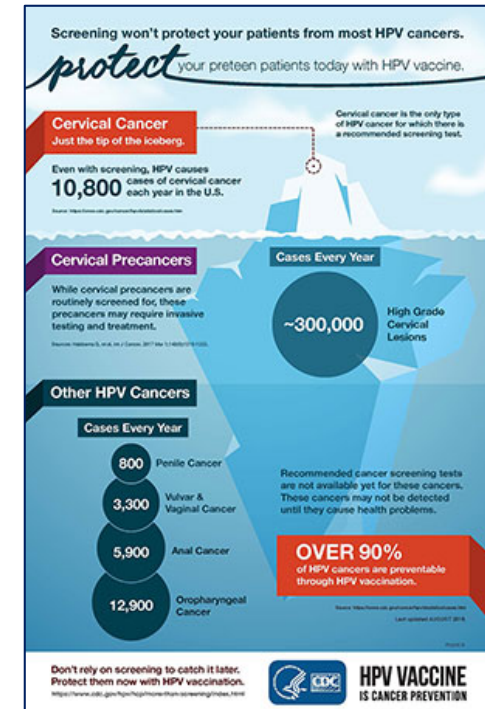 Screening won't protect your patients from most HPV cancers.
protect your preteen patients today with HPV vaccine.
Cervical Cancer
Just the tip of the iceberg.
Cervical cancer is the only type
of HPV cancer for which there is
a recommended screening test.
Even with screening, HPV causes
10,800 cases of cervical cancer
each year in the U.S.
Cervical Precancers
While cervical precancers are
routinely screened for, these
precancers may require invasive
testing and treatment.
Cases Every Year
~300,000
High Grade
Cervical
Lesions
Other HPV Cancers
Cases Every Year
800 Penile Cancer
3,300 Vulvar &
Vaginal Cancer
5,900 Anal Cancer
12,900 Oropharyngeal
Cancer
Recommended cancer screening tests
are not available yet for these cancers.
These cancers may not be detected
until they cause health problems.
OVER 90%
of HPV cancers are preventable
through HPV vaccination.
Don't rely on screening to catch it later.
Protect them now with HPV vaccination.
CDC
HPV VACCINE
IS CANCER PREVENTION